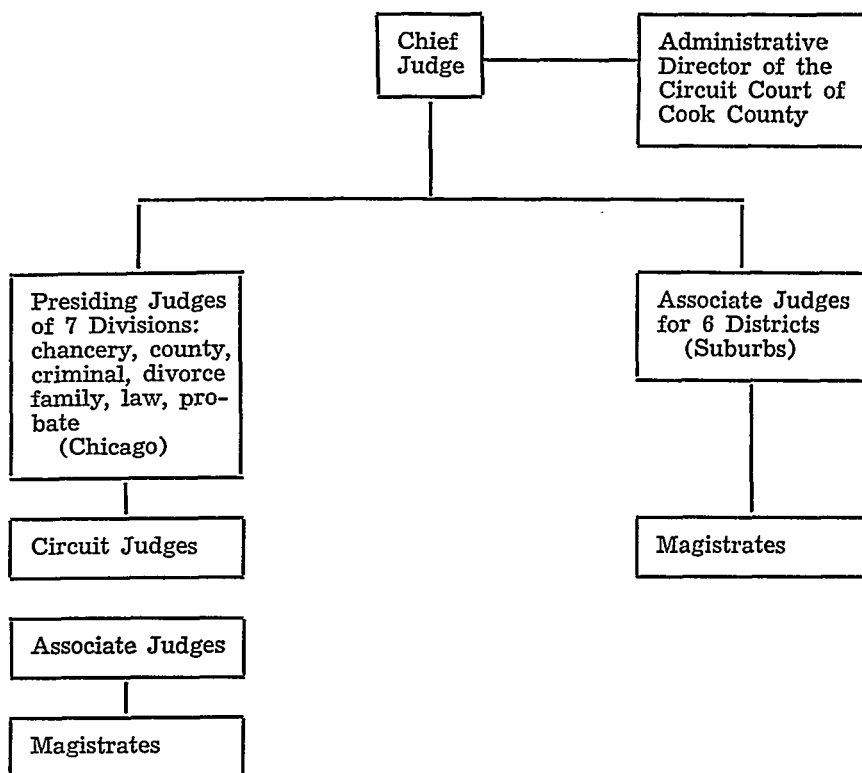 Chief
Judge
Administrative
Director of the
Circuit Court of
Cook County
Presiding Judges
of 7 Divisions:
chancery, county,
criminal, divorce
family, law, pro-
bate
(Chicago)
Associate Judges
for 6 Districts
(Suburbs)
Circuit Judges
Magistrates
Associate Judges
Magistrates